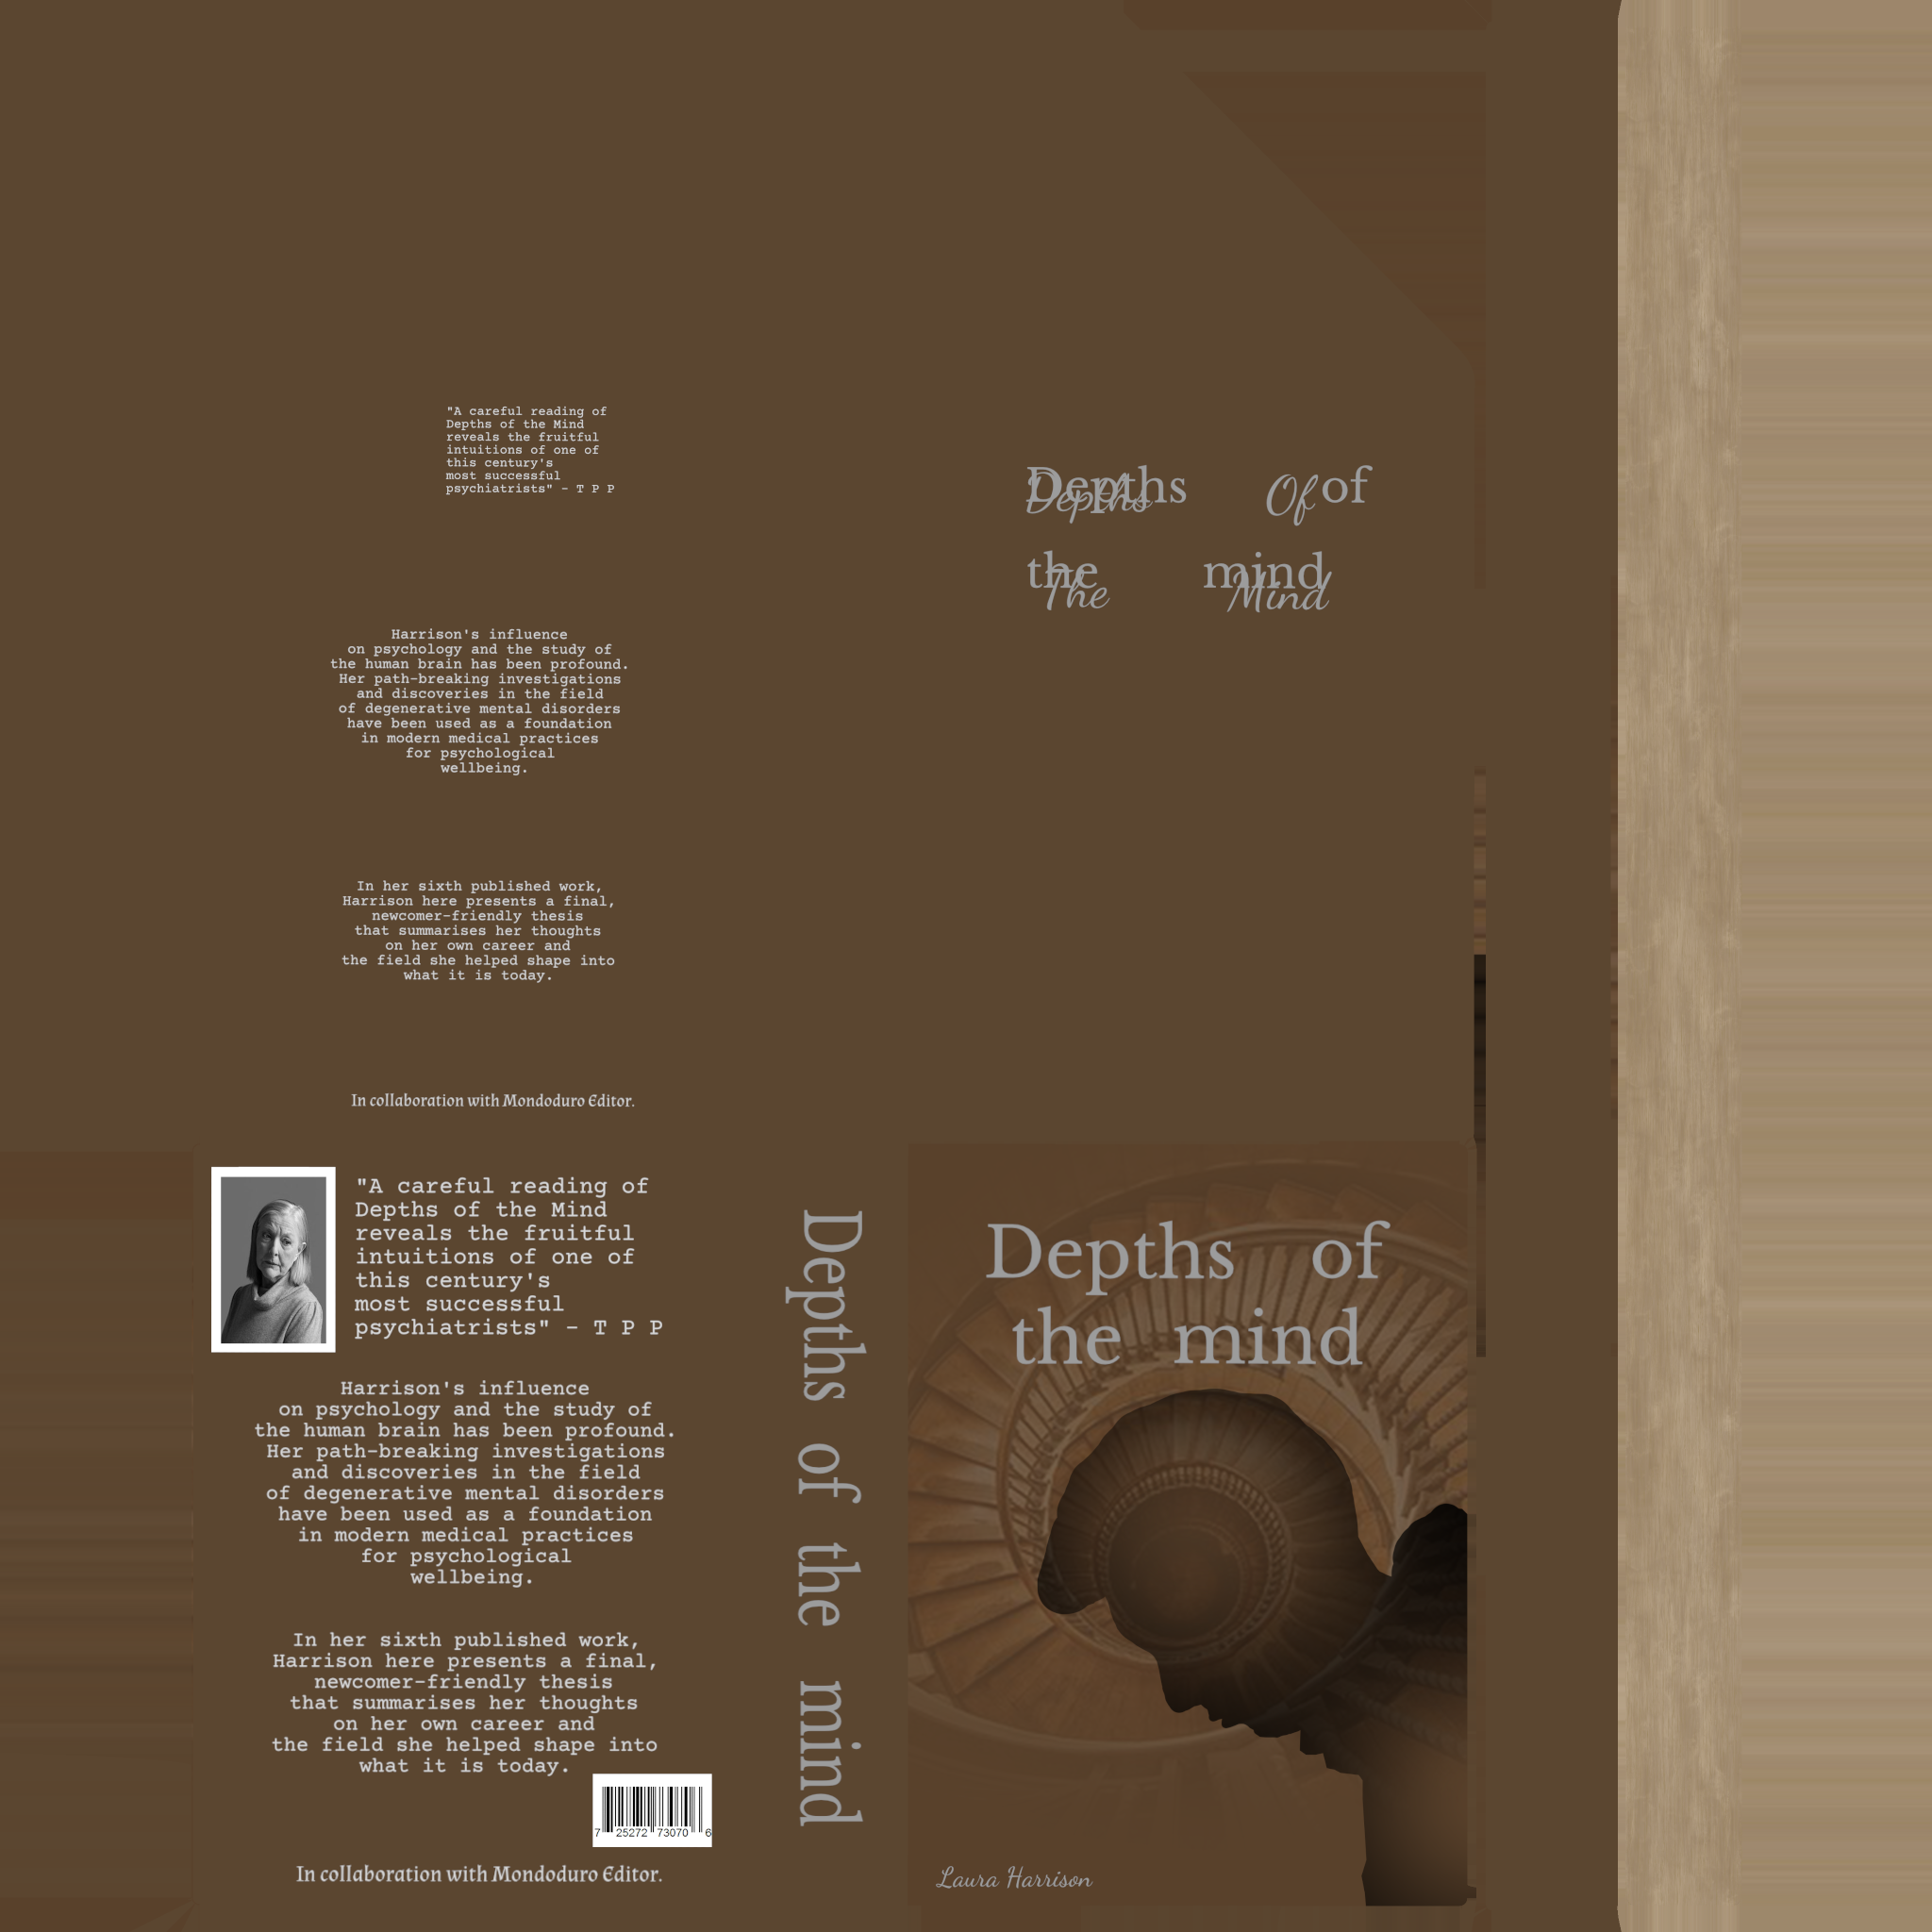 "A careful reading of
Depths of the Mind
reveals the fruitful
intuitions of one of
this century's
most successful
psychiatrists" - T P P
Harrison's influence
on psychology and the study of
the human brain has been profound.
Her path-breaking investigations
and discoveries in the field
of degenerative mental disorders
have been used as a foundation
in modern medical practices
for psychological
wellbeing.
In her sixth published work,
Harrison here presents a final,
newcomer-friendly thesis
that summarises her thoughts
on her own career and
the field she helped shape into
what it is today.
In collaboration with Mondoduro Editor.
Depths of
Depths Of
the mind
The Mind
"A careful reading of
Depths of the Mind
reveals the fruitful
intuitions of one of
this century's
most successful
psychiatrists" - T P P
Harrison's influence
on psychology and the study of
the human brain has been profound.
Her path-breaking investigations
and discoveries in the field
of degenerative mental disorders
have been used as a foundation
in modern medical practices
for psychological
wellbeing.
In her sixth published work,
Harrison here presents a final,
newcomer-friendly thesis
that summarises her thoughts
on her own career and
the field she helped shape into
what it is today.
7 25272 73070 6
In collaboration with Mondoduro Editor.
Depths of the mind
Depths of
the mind
Laura Harrison